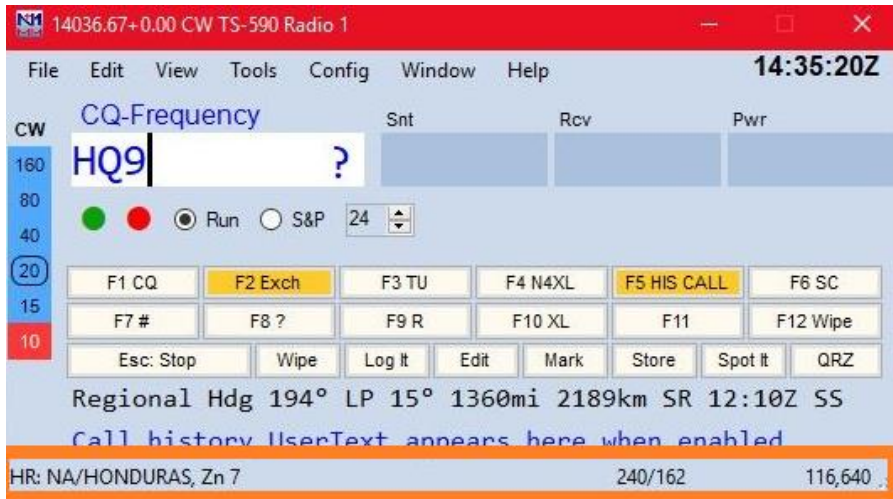 14036.67+0.00 CW TS-590 Radio 1
File Edit View Tools Config Window Help 14:35:20Z
CQ-Frequency Snt Rcv Pwr
CW
HQ9 ?
160
80
40
20
15
10
Run S&P 24
F1 CQ F2 Exch F3 TU F4 N4XL F5 HIS CALL F6 SC
F7 # F8 ? F9 R F10 XL F11 F12 Wipe
Esc: Stop Wipe Log It Edit Mark Store Spot It QRZ
Regional Hdg 194° LP 15° 1360mi 2189km SR 12:10Z SS
Call history UserText appears here when enabled
HR: NA/HONDURAS, Zn 7 240/162 116,640